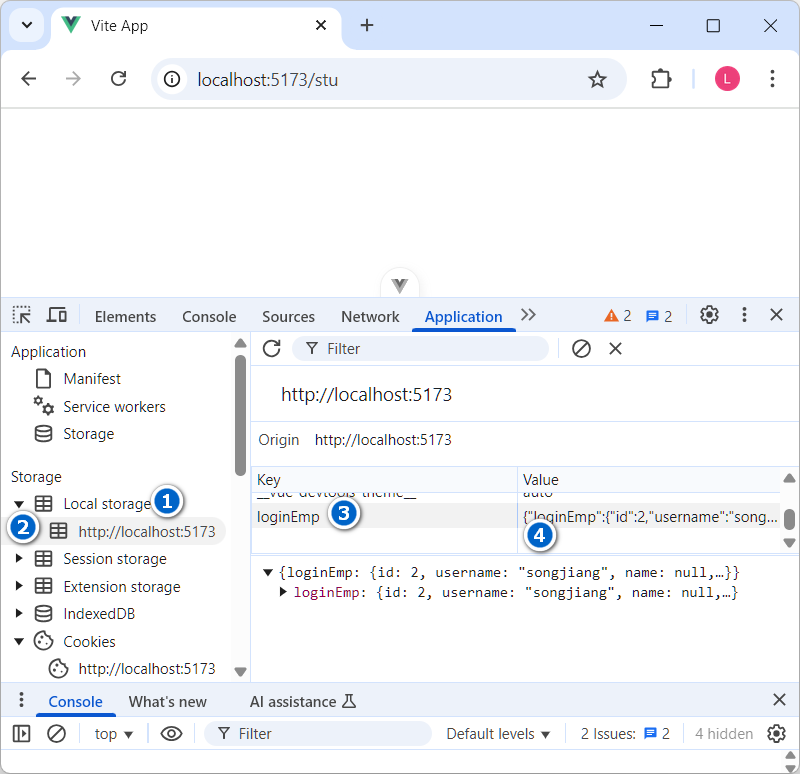 Vite App
localhost:5173/stu
L
Elements Console Sources Network Application 2 2
Application
Manifest
Service workers
Storage
Storage
Local storage 1
2 http://localhost:5173
Session storage
Extension storage
IndexedDB
Cookies
http://localhost:5173
Filter
http://localhost:5173
Origin http://localhost:5173
Key Value
__vue-devtools-theme__ auto
loginEmp 3 {"loginEmp":{"id":2,"username":"song...
4
{loginEmp: {id: 2, username: "songjiang", name: null,…}}
loginEmp: {id: 2, username: "songjiang", name: null,…}
Console What's new AI assistance
top Filter Default levels 2 Issues: 2 4 hidden